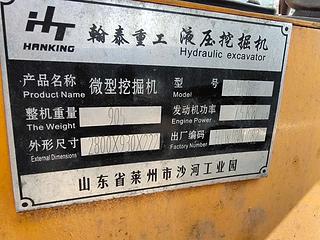 HT 翰泰重工 液压挖掘机
HANKING Hydraulic excavator
产品名称 微型挖掘机 型 号
Product Name Model
整机重量 发动机功率
The Weight Engine Power
外形尺寸 2800X930X222 出厂编码
External Dimensions Factory Number
山东省莱州市沙河工业园